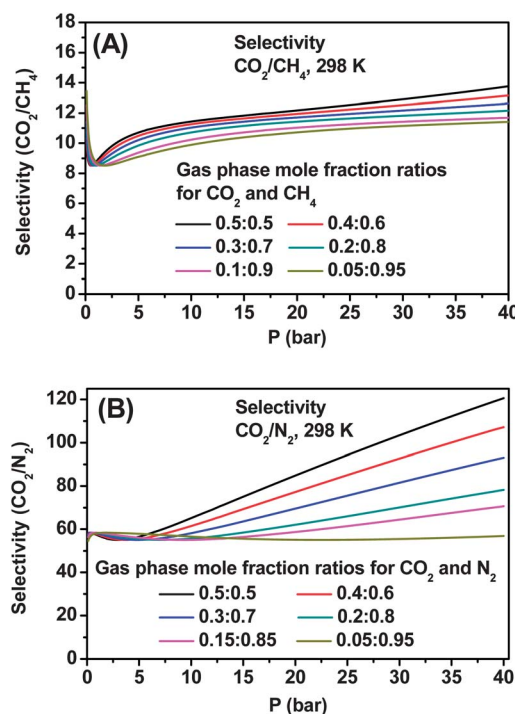 (A)
Selectivity
CO2/CH4, 298 K
Gas phase mole fraction ratios
for CO2 and CH4
0.5:0.5 0.4:0.6
0.3:0.7 0.2:0.8
0.1:0.9 0.05:0.95
Selectivity (CO2/CH4)
18
16
14
12
10
8
6
4
2
0
0 5 10 15 20 25 30 35 40
P (bar)
(B)
Selectivity
CO2/N2, 298 K
Gas phase mole fraction ratios for CO2 and N2
0.5:0.5 0.4:0.6
0.3:0.7 0.2:0.8
0.15:0.85 0.05:0.95
Selectivity (CO2/N2)
120
100
80
60
40
20
0
0 5 10 15 20 25 30 35 40
P (bar)